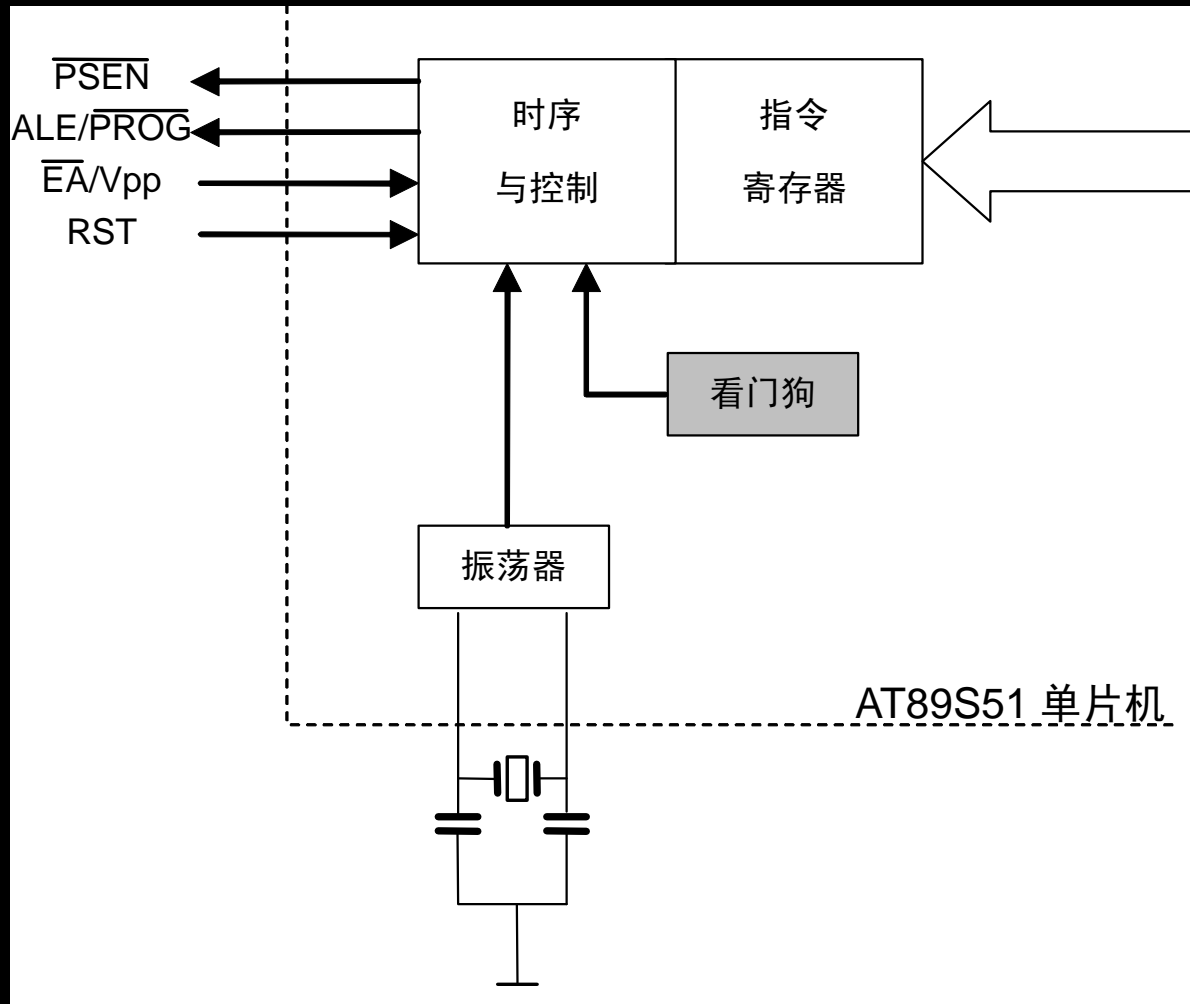 PSEN
ALE/PROG
EA/Vpp
RST
时序
与控制
指令
寄存器
看门狗
振荡器
AT89S51 单片机